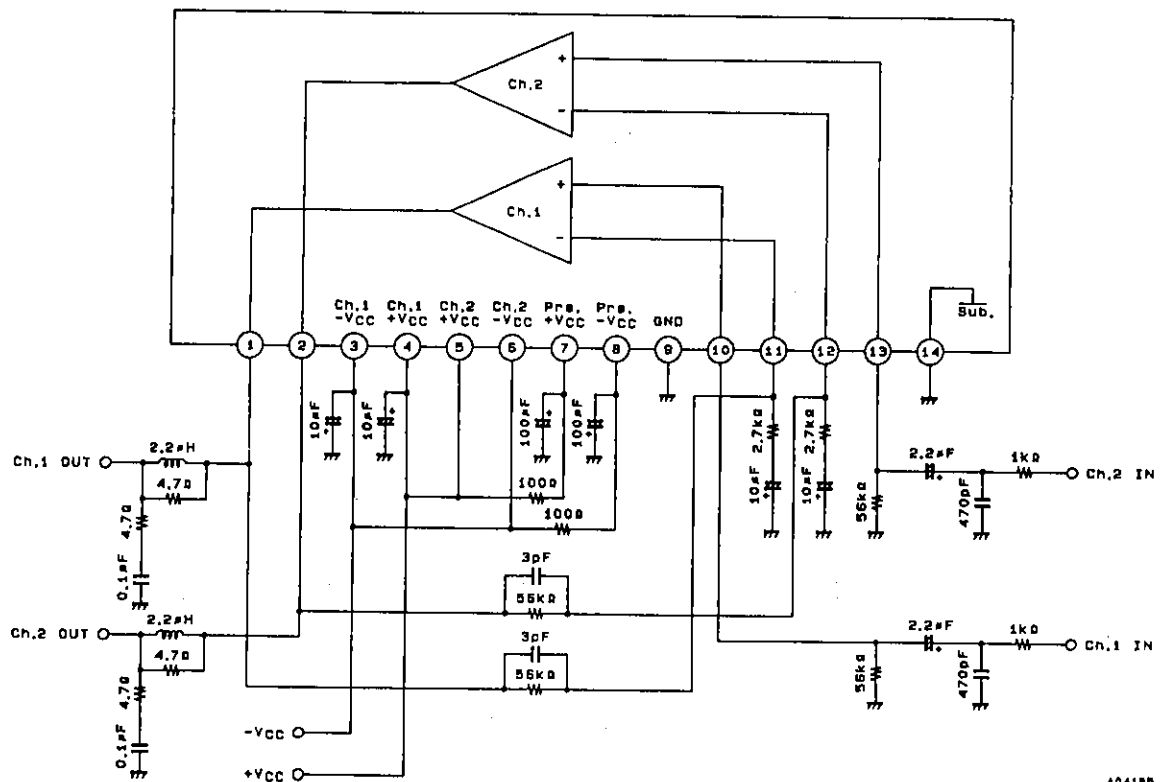 +
Ch.2
-
+
Ch.1
-
Ch.1 -VCC
Ch.1 +VCC
Ch.2 +VCC
Ch.2 -VCC
Pre. +VCC
Pre. -VCC
GND
Sub.
1 2 3 4 5 6 7 8 9 10 11 12 13 14
10µF
+
10µF
+
100µF
+
100µF
+
2.7kΩ
2.7kΩ
10µF
+
10µF
+
Ch.1 OUT
2.2µH
4.7Ω
4.7Ω
0.1µF
100Ω
100Ω
56kΩ
2.2µF
+
470pF
1kΩ
Ch.2 IN
3pF
56kΩ
Ch.2 OUT
2.2µH
4.7Ω
4.7Ω
0.1µF
3pF
56kΩ
56kΩ
2.2µF
+
470pF
1kΩ
Ch.1 IN
-VCC
+VCC